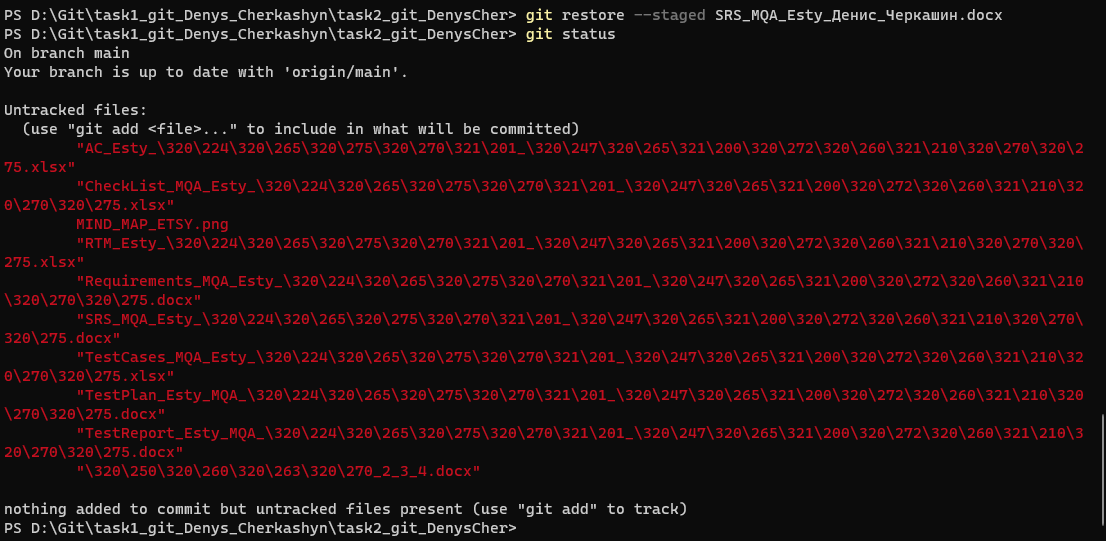 PS D:\Git\task1_git_Denys_Cherkashyn\task2_git_DenysCher> git restore --staged SRS_MQA_Esty_Денис_Черкашин.docx
PS D:\Git\task1_git_Denys_Cherkashyn\task2_git_DenysCher> git status
On branch main
Your branch is up to date with 'origin/main'.
Untracked files:
  (use "git add <file>..." to include in what will be committed)
        "AC_Esty_\320\224\320\265\320\275\320\270\321\201_\320\247\320\265\321\200\320\272\320\260\321\210\320\270\320\2
75.xlsx"
        "CheckList_MQA_Esty_\320\224\320\265\320\275\320\270\321\201_\320\247\320\265\321\200\320\272\320\260\321\210\32
0\270\320\275.xlsx"
        MIND_MAP_ETSY.png
        "RTM_Esty_\320\224\320\265\320\275\320\270\321\201_\320\247\320\265\321\200\320\272\320\260\321\210\320\270\320\
275.xlsx"
        "Requirements_MQA_Esty_\320\224\320\265\320\275\320\270\321\201_\320\247\320\265\321\200\320\272\320\260\321\210
\320\270\320\275.docx"
        "SRS_MQA_Esty_\320\224\320\265\320\275\320\270\321\201_\320\247\320\265\321\200\320\272\320\260\321\210\320\270\
320\275.docx"
        "TestCases_MQA_Esty_\320\224\320\265\320\275\320\270\321\201_\320\247\320\265\321\200\320\272\320\260\321\210\32
0\270\320\275.xlsx"
        "TestPlan_Esty_MQA_\320\224\320\265\320\275\320\270\321\201_\320\247\320\265\321\200\320\272\320\260\321\210\320
\270\320\275.docx"
        "TestReport_Esty_MQA_\320\224\320\265\320\275\320\270\321\201_\320\247\320\265\321\200\320\272\320\260\321\210\3
20\270\320\275.docx"
        "\320\250\320\260\320\263\320\270_2_3_4.docx"
nothing added to commit but untracked files present (use "git add" to track)
PS D:\Git\task1_git_Denys_Cherkashyn\task2_git_DenysCher>